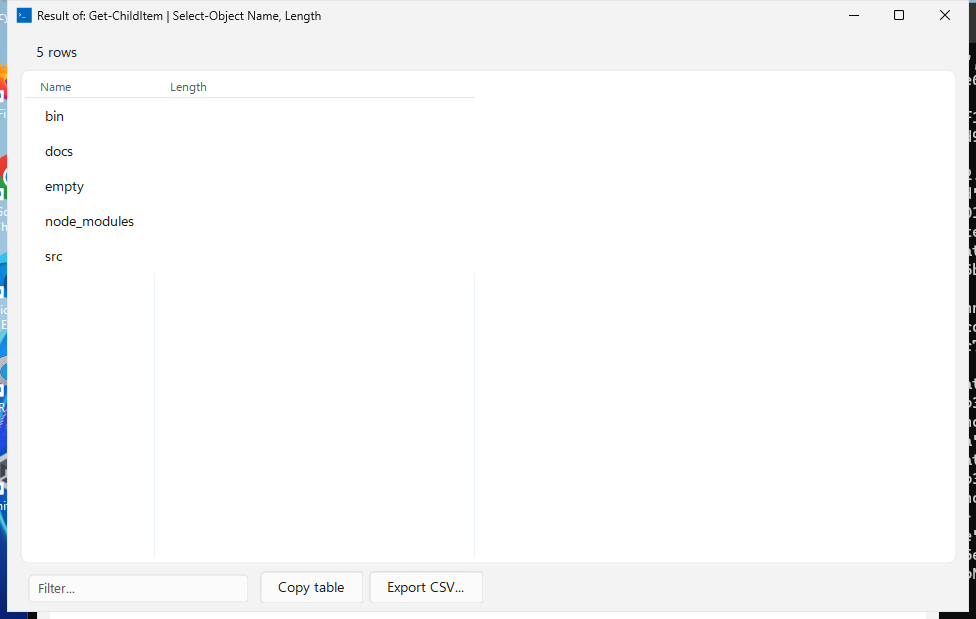 Result of: Get-ChildItem | Select-Object Name, Length
5 rows
Name Length
bin
docs
empty
node_modules
src
Filter...
Copy table Export CSV...